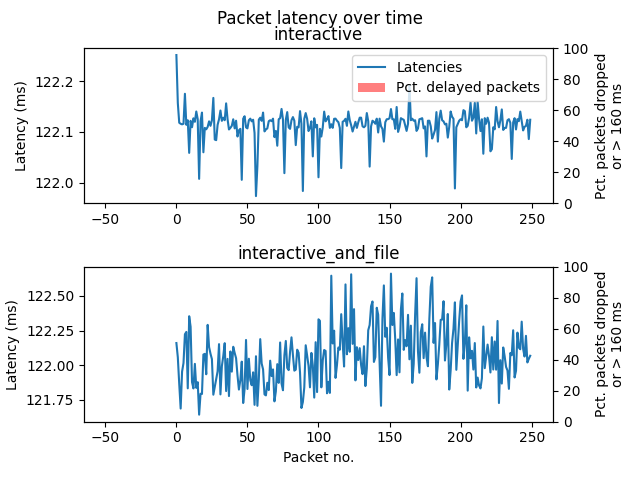 Packet latency over time
interactive
Latency (ms)
122.2
122.1
122.0
Latencies
Pct. delayed packets
100
80
60
40
20
0
Pct. packets dropped
or > 160 ms
−50
0
50
100
150
200
250
interactive_and_file
Latency (ms)
122.50
122.25
122.00
121.75
100
80
60
40
20
0
Pct. packets dropped
or > 160 ms
−50
0
50
100
150
200
250
Packet no.